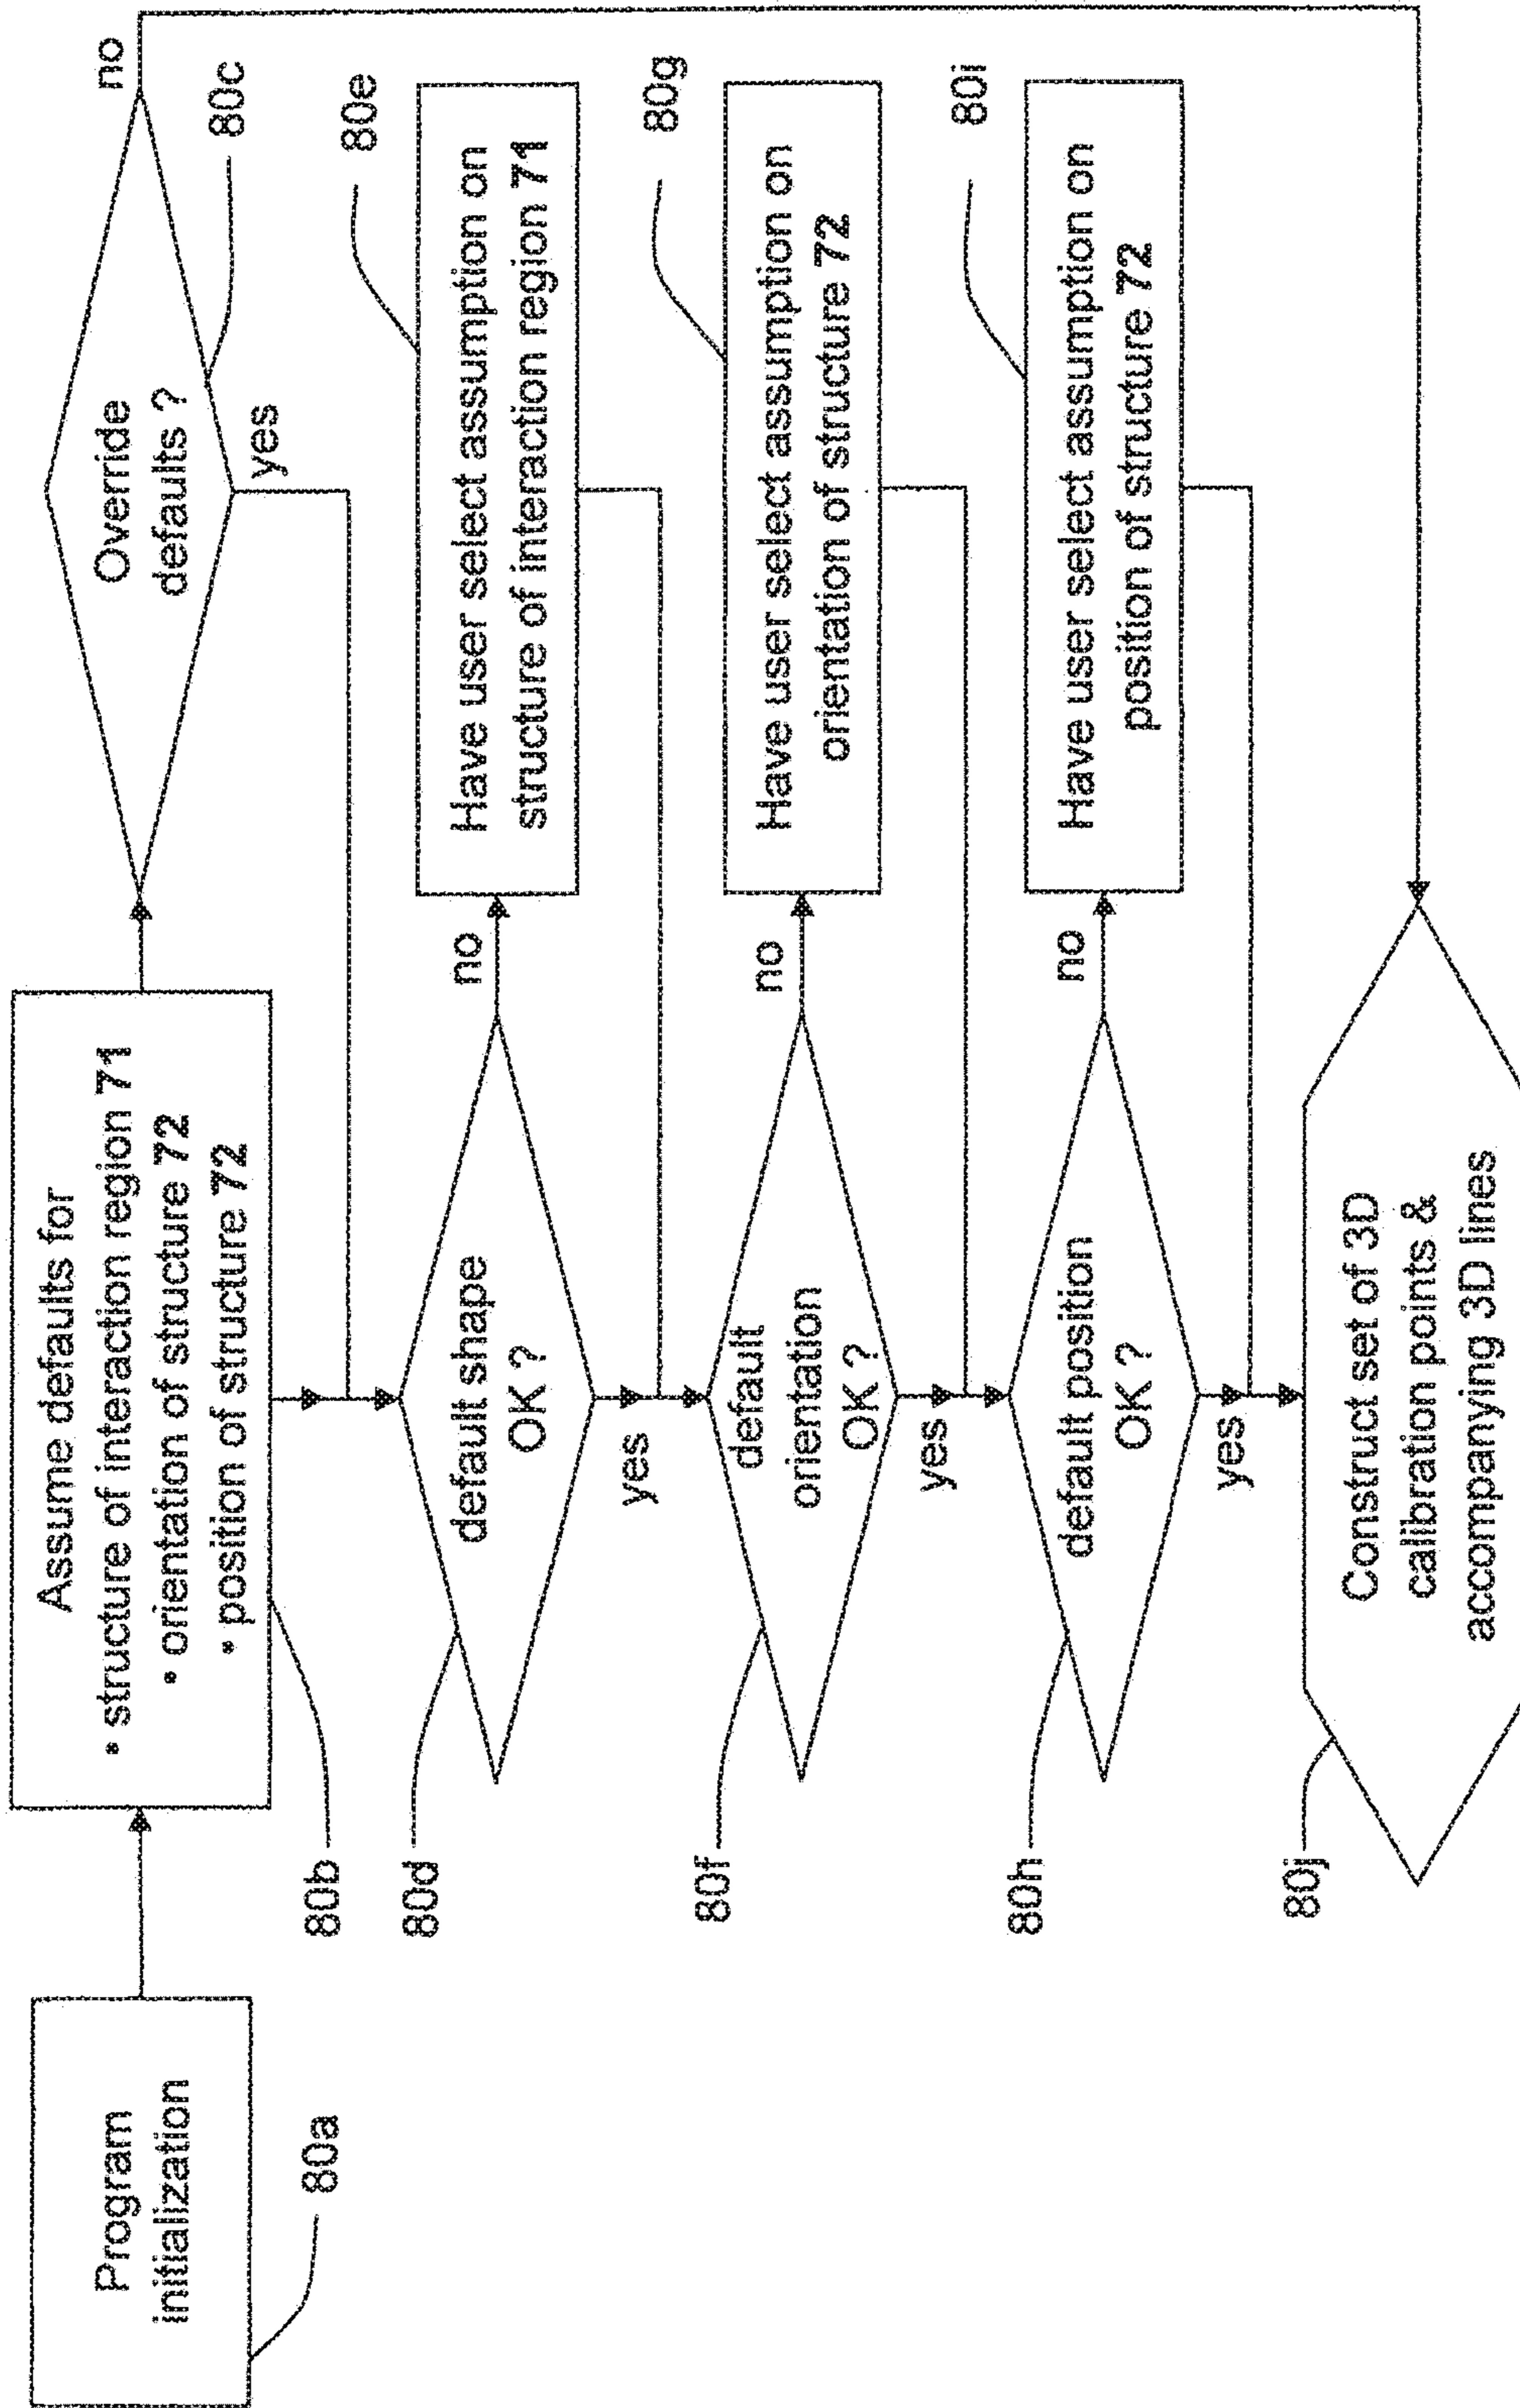 Program
initialization
80a
Assume defaults for
• structure of interaction region 71
• orientation of structure 72
• position of structure 72
80b
Override
defaults ?
no
80c
yes
default shape
OK ?
80d
no
Have user select assumption on
structure of interaction region 71
80e
yes
default
orientation
OK ?
80f
no
Have user select assumption on
orientation of structure 72
80g
yes
default position
OK ?
80h
no
Have user select assumption on
position of structure 72
80i
yes
Construct set of 3D
calibration points &
accompanying 3D lines
80j